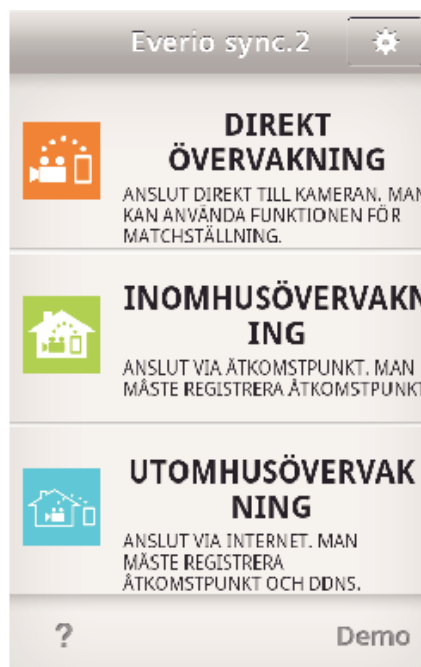 Everio sync.2
DIREKT
ÖVERVAKNING
ANSLUT DIREKT TILL KAMERAN. MAN
KAN ANVÄNDA FUNKTIONEN FÖR
MATCHSTÄLLNING.
INOMHUSÖVERVAKN
ING
ANSLUT VIA ÅTKOMSTPUNKT. MAN
MÅSTE REGISTRERA ÅTKOMSTPUNKT
UTOMHUSÖVERVAK
NING
ANSLUT VIA INTERNET. MAN
MÅSTE REGISTRERA
ÅTKOMSTPUNKT OCH DDNS.
? Demo